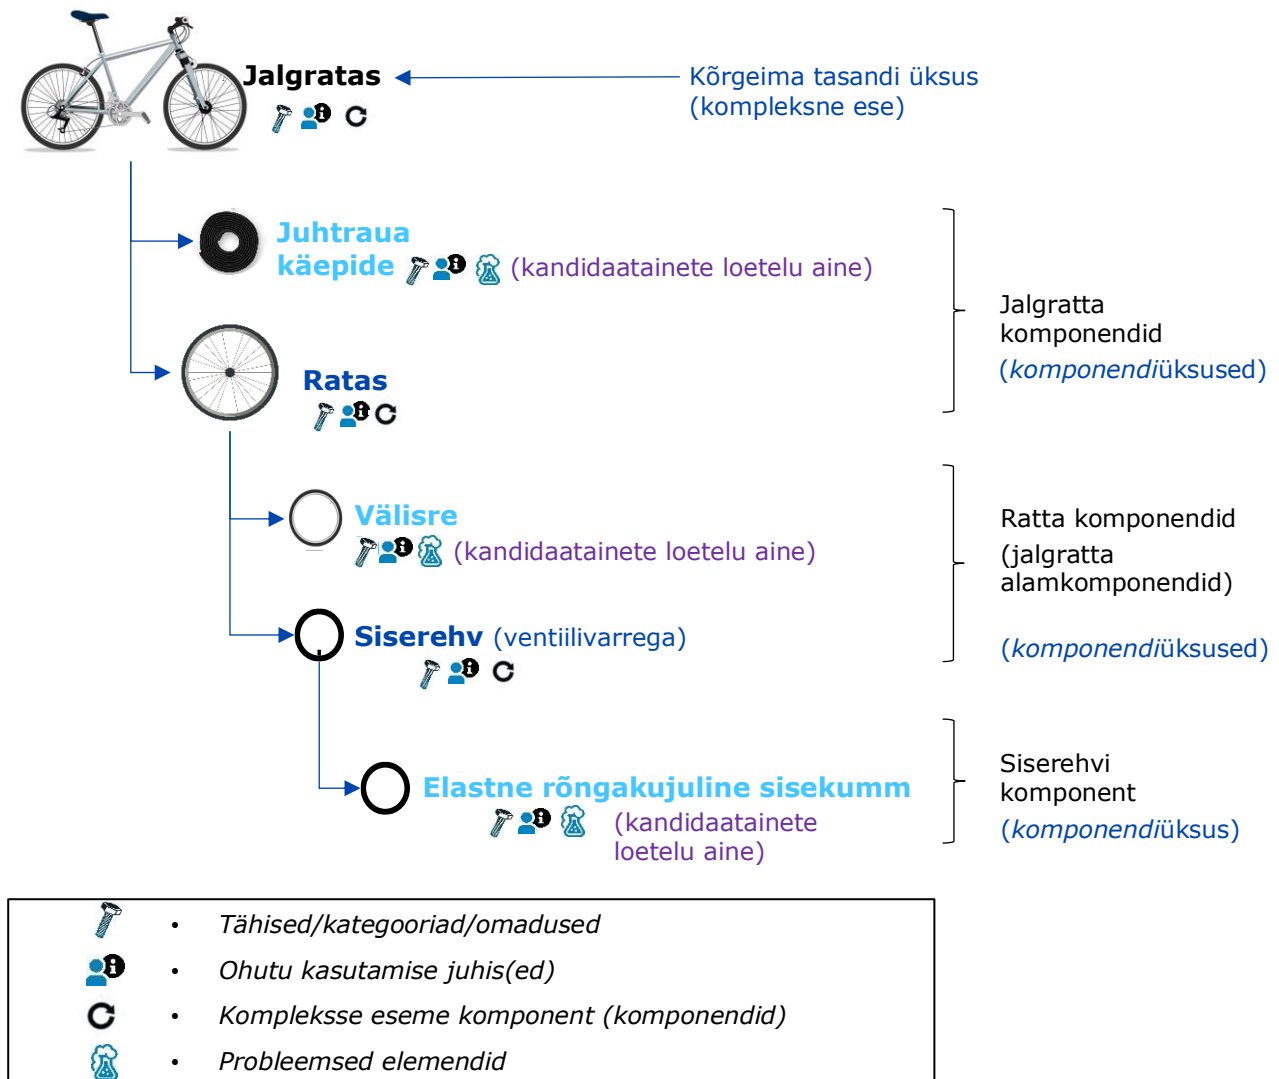 Jalgratas
Kõrgeima tasandi üksus
(kompleksne ese)
Juhtraua
käepide
(kandidaatainete loetelu aine)
Jalgratta
komponendid
(komponendiüksused)
Ratas
Välisre
(kandidaatainete loetelu aine)
Ratta komponendid
(jalgratta
alamkomponendid)
(komponendiüksused)
Siserehv (ventiilivarrega)
Elastne rõngakujuline sisekumm
(kandidaatainete
loetelu aine)
Siserehvi
komponent
(komponendiüksus)
• Tähised/kategooriad/omadused
• Ohutu kasutamise juhis(ed)
• Kompleksse eseme komponent (komponendid)
• Probleemsed elemendid